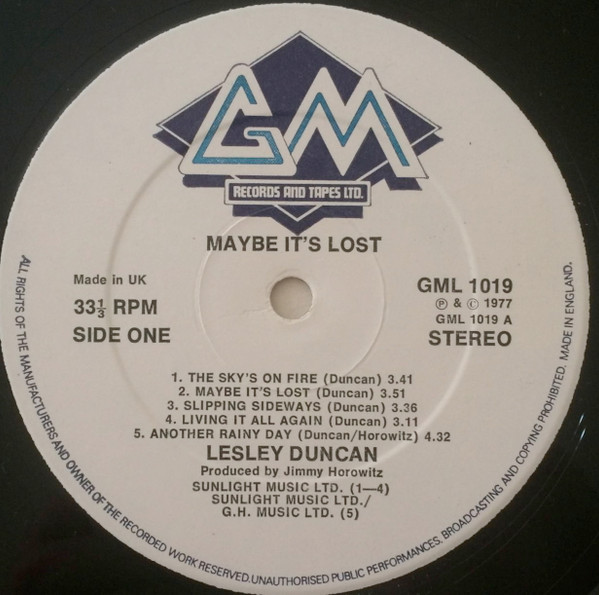 GM
RECORDS AND TAPES LTD.
MAYBE IT'S LOST
Made in UK
33⅓ RPM
SIDE ONE
GML 1019
Ⓟ & © 1977
GML 1019 A
STEREO
1. THE SKY'S ON FIRE (Duncan) 3.41
2. MAYBE IT'S LOST (Duncan) 3.51
3. SLIPPING SIDEWAYS (Duncan) 3.36
4. LIVING IT ALL AGAIN (Duncan) 3.11
5. ANOTHER RAINY DAY (Duncan/Horowitz) 4.32
LESLEY DUNCAN
Produced by Jimmy Horowitz
SUNLIGHT MUSIC LTD. (1—4)
SUNLIGHT MUSIC LTD./
G.H. MUSIC LTD. (5)
ALL RIGHTS OF THE MANUFACTURERS AND OWNER OF THE RECORDED WORK RESERVED. UNAUTHORISED PUBLIC PERFORMANCES, BROADCASTING AND COPYING PROHIBITED. MADE IN ENGLAND.